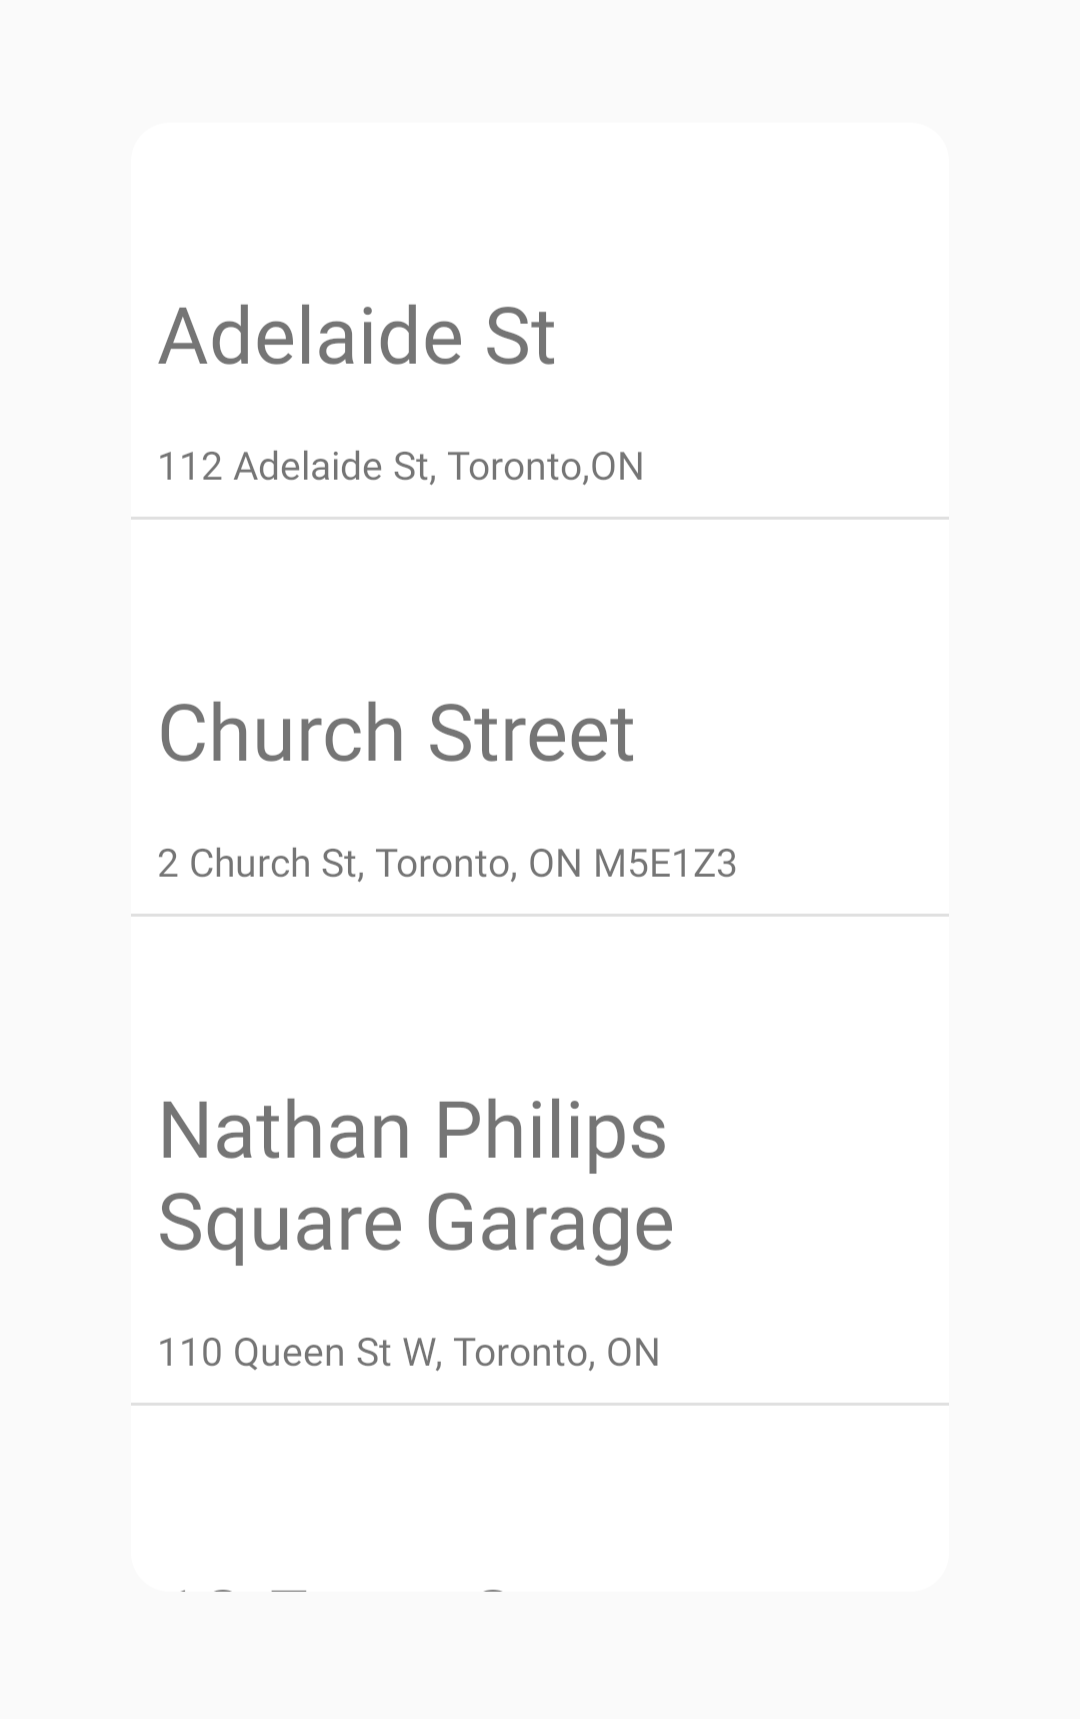 Adelaide St
112 Adelaide St, Toronto,ON
Church Street
2 Church St, Toronto, ON M5E1Z3
Nathan Philips
Square Garage
110 Queen St W, Toronto, ON